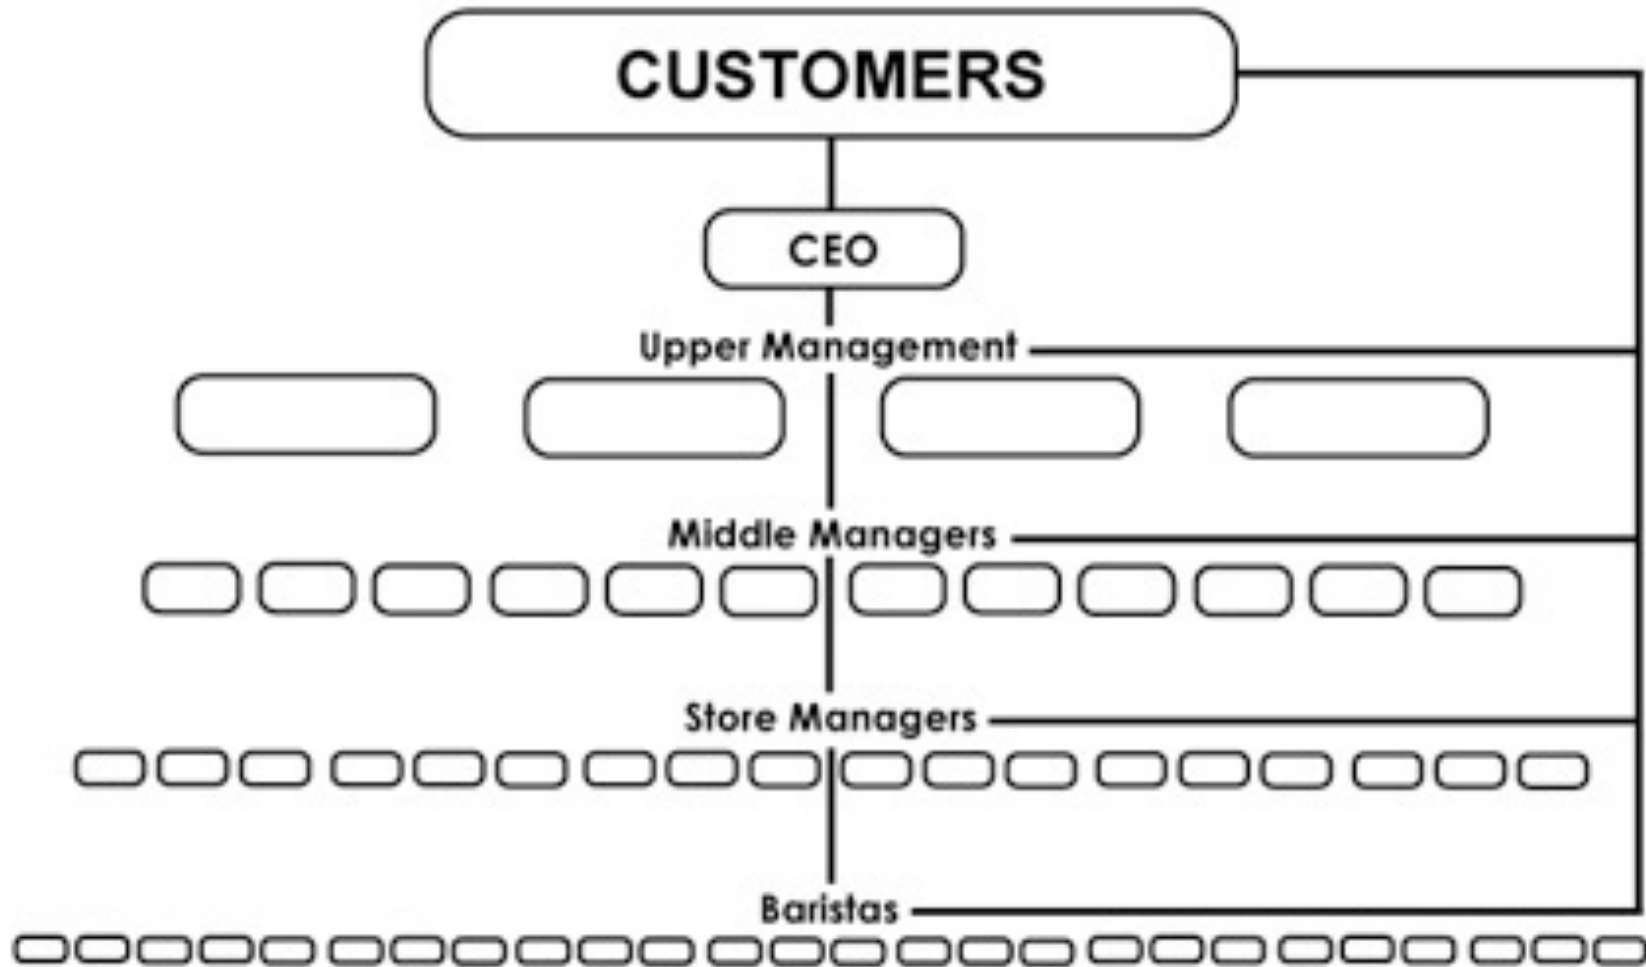 CUSTOMERS
CEO
Upper Management
Middle Managers
Store Managers
Baristas